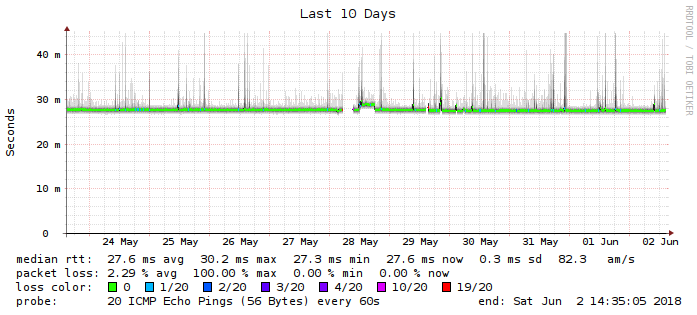 Last 10 Days
RRDTOOL / TOBI OETIKER
Seconds
40 m
30 m
20 m
10 m
0
24 May 25 May 26 May 27 May 28 May 29 May 30 May 31 May 01 Jun 02 Jun
median rtt: 27.6 ms avg 30.2 ms max 27.3 ms min 27.6 ms now 0.3 ms sd 82.3 am/s
packet loss: 2.29 % avg 100.00 % max 0.00 % min 0.00 % now
loss color: 0 1/20 2/20 3/20 4/20 10/20 19/20
probe: 20 ICMP Echo Pings (56 Bytes) every 60s end: Sat Jun 2 14:35:05 2018